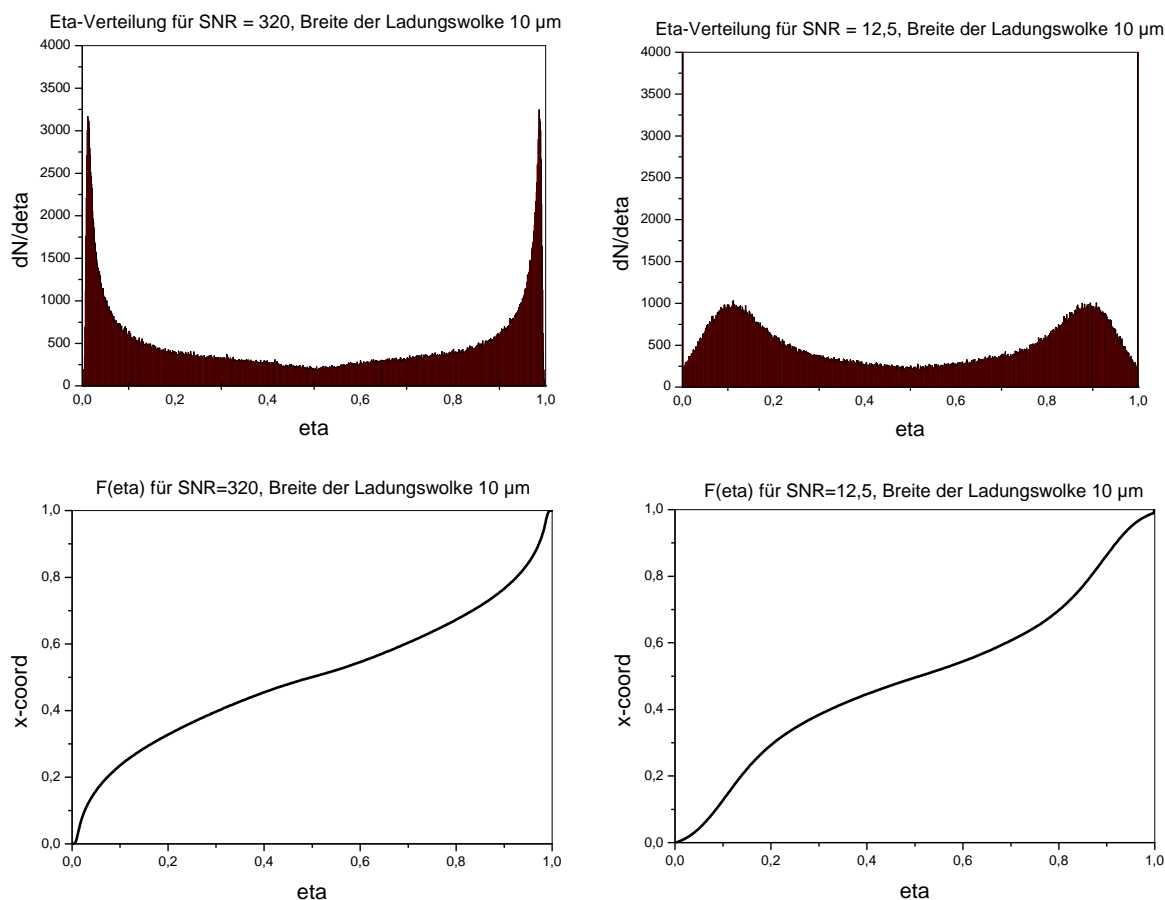 Eta-Verteilung für SNR = 320, Breite der Ladungswolke 10 µm
4000
3500
3000
2500
2000
1500
1000
500
0
dN/deta
0,0 0,2 0,4 0,6 0,8 1,0
eta
Eta-Verteilung für SNR = 12,5, Breite der Ladungswolke 10 µm
4000
3500
3000
2500
2000
1500
1000
500
0
dN/deta
0,0 0,2 0,4 0,6 0,8 1,0
eta
F(eta) für SNR=320, Breite der Ladungswolke 10 µm
1,0
0,8
0,6
0,4
0,2
0,0
x-coord
0,0 0,2 0,4 0,6 0,8 1,0
eta
F(eta) für SNR=12,5, Breite der Ladungswolke 10 µm
1,0
0,8
0,6
0,4
0,2
0,0
x-coord
0,0 0,2 0,4 0,6 0,8 1,0
eta